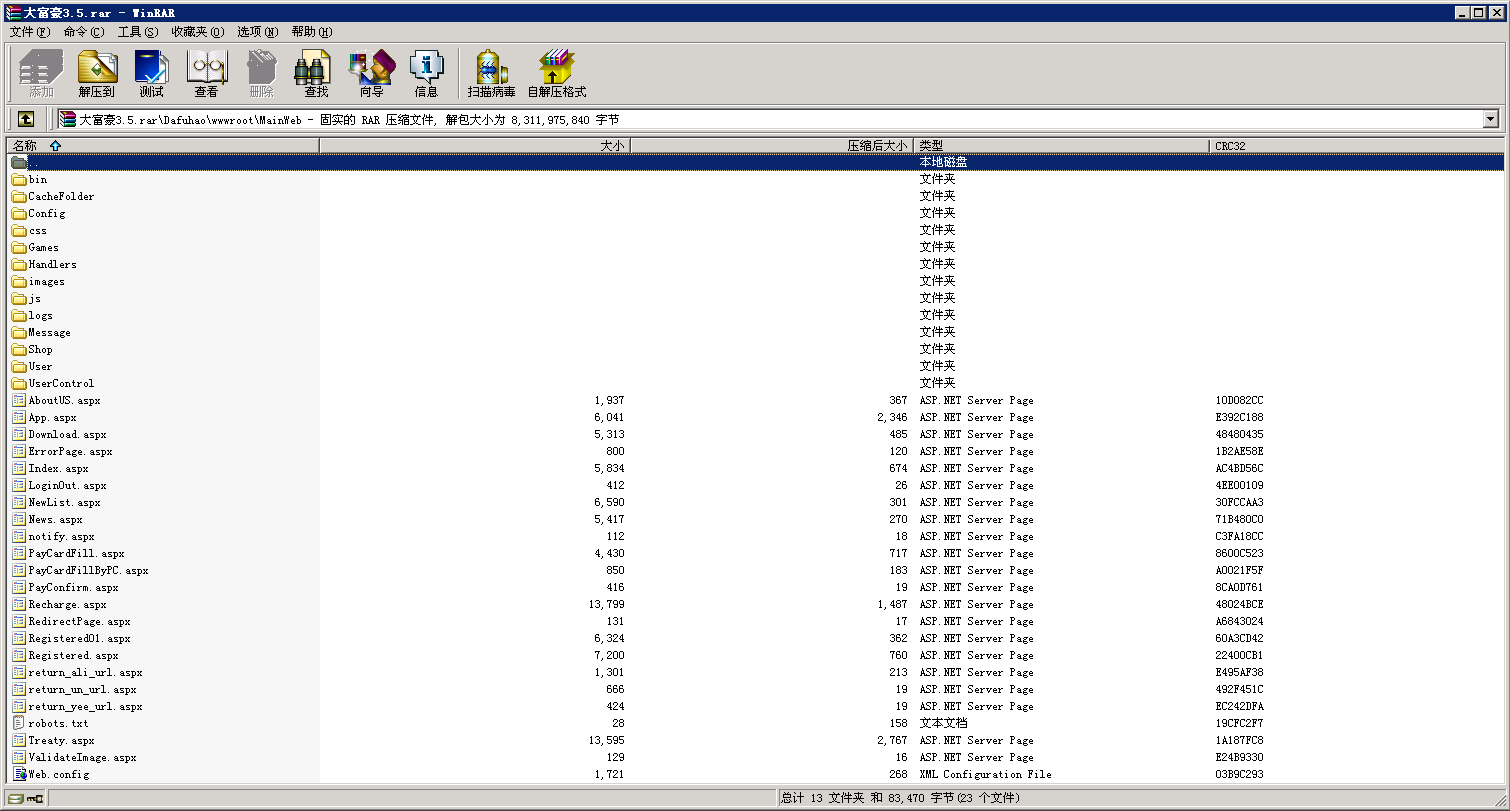 大富豪3.5.rar - WinRAR
文件(F) 命令(C) 工具(S) 收藏夹(O) 选项(N) 帮助(H)
添加 解压到 测试 查看 删除 查找 向导 信息 扫描病毒 自解压格式
大富豪3.5.rar\Dafuhao\wwwroot\MainWeb - 固实的 RAR 压缩文件, 解包大小为 8,311,975,840 字节
名称 大小 压缩后大小 类型 CRC32
.. 本地磁盘
bin 文件夹
CacheFolder 文件夹
Config 文件夹
css 文件夹
Games 文件夹
Handlers 文件夹
images 文件夹
js 文件夹
logs 文件夹
Message 文件夹
Shop 文件夹
User 文件夹
UserControl 文件夹
AboutUS.aspx 1,937 367 ASP.NET Server Page 10D082CC
App.aspx 6,041 2,346 ASP.NET Server Page E392C188
Download.aspx 5,313 485 ASP.NET Server Page 48480435
ErrorPage.aspx 800 120 ASP.NET Server Page 1B2AE58E
Index.aspx 5,834 674 ASP.NET Server Page AC4BD56C
LoginOut.aspx 412 26 ASP.NET Server Page 4EE00109
NewList.aspx 6,590 301 ASP.NET Server Page 30FCCAA3
News.aspx 5,417 270 ASP.NET Server Page 71B480C0
notify.aspx 112 18 ASP.NET Server Page C3FA18CC
PayCardFill.aspx 4,430 717 ASP.NET Server Page 8600C523
PayCardFillByPC.aspx 850 183 ASP.NET Server Page A0021F5F
PayConfirm.aspx 416 19 ASP.NET Server Page 8CA0D761
Recharge.aspx 13,799 1,487 ASP.NET Server Page 48024BCE
RedirectPage.aspx 131 17 ASP.NET Server Page A6843024
Registered01.aspx 6,324 362 ASP.NET Server Page 60A3CD42
Registered.aspx 7,200 760 ASP.NET Server Page 22400CB1
return_ali_url.aspx 1,301 213 ASP.NET Server Page E495AF38
return_un_url.aspx 666 19 ASP.NET Server Page 492F451C
return_yee_url.aspx 424 19 ASP.NET Server Page EC242DFA
robots.txt 28 158 文本文档 19CFC2F7
Treaty.aspx 13,595 2,767 ASP.NET Server Page 1A187FC8
ValidateImage.aspx 129 16 ASP.NET Server Page E24B9330
Web.config 1,721 268 XML Configuration File 03B9C293
总计 13 文件夹 和 83,470 字节(23 个文件)